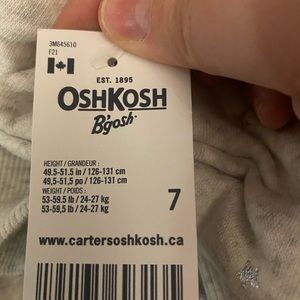 3M645610
F21
EST. 1895
OSHKOSH
B'gosh®
HEIGHT / GRANDEUR :
49.5-51.5 in / 126-131 cm
49,5-51,5 po / 126-131 cm
WEIGHT / POIDS :
53-59.5 lb / 24-27 kg
53-59,5 lb / 24-27 kg
7
www.cartersoshkosh.ca